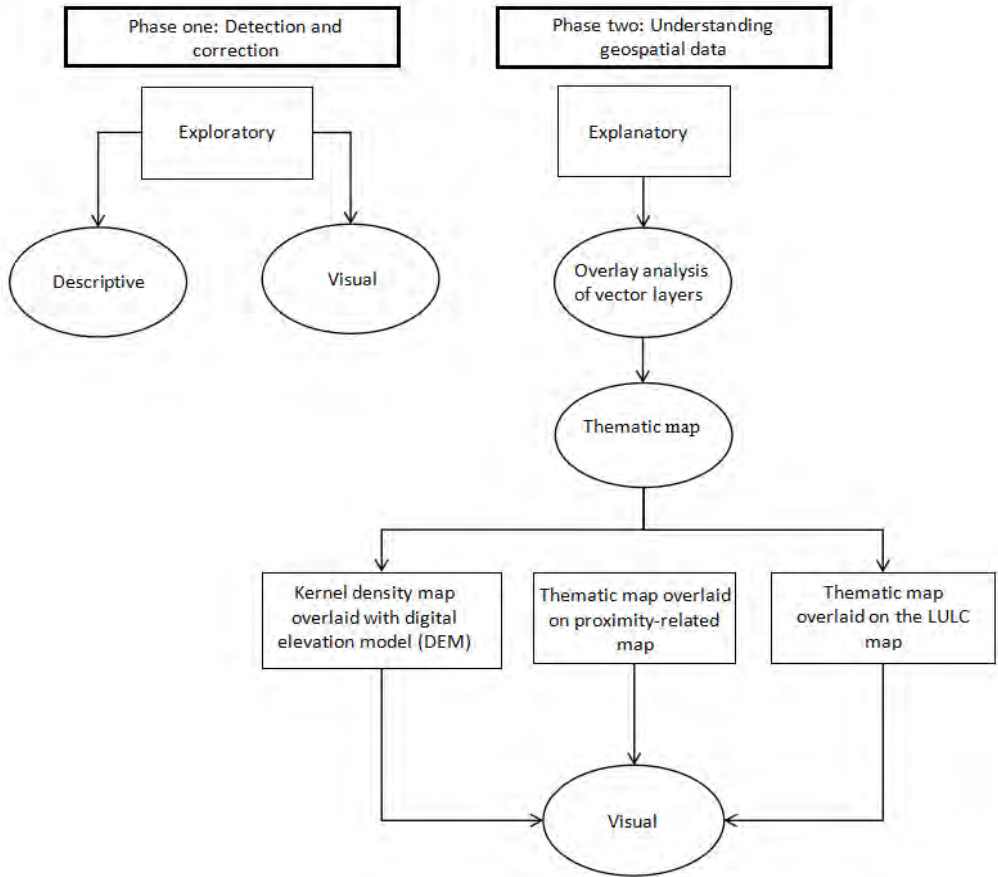 Phase one: Detection and
correction
Phase two: Understanding
geospatial data
Exploratory
Explanatory
Descriptive
Visual
Overlay analysis
of vector layers
Thematic map
Kernel density map
overlaid with digital
elevation model (DEM)
Thematic map overlaid
on proximity-related
map
Thematic map
overlaid on the LULC
map
Visual